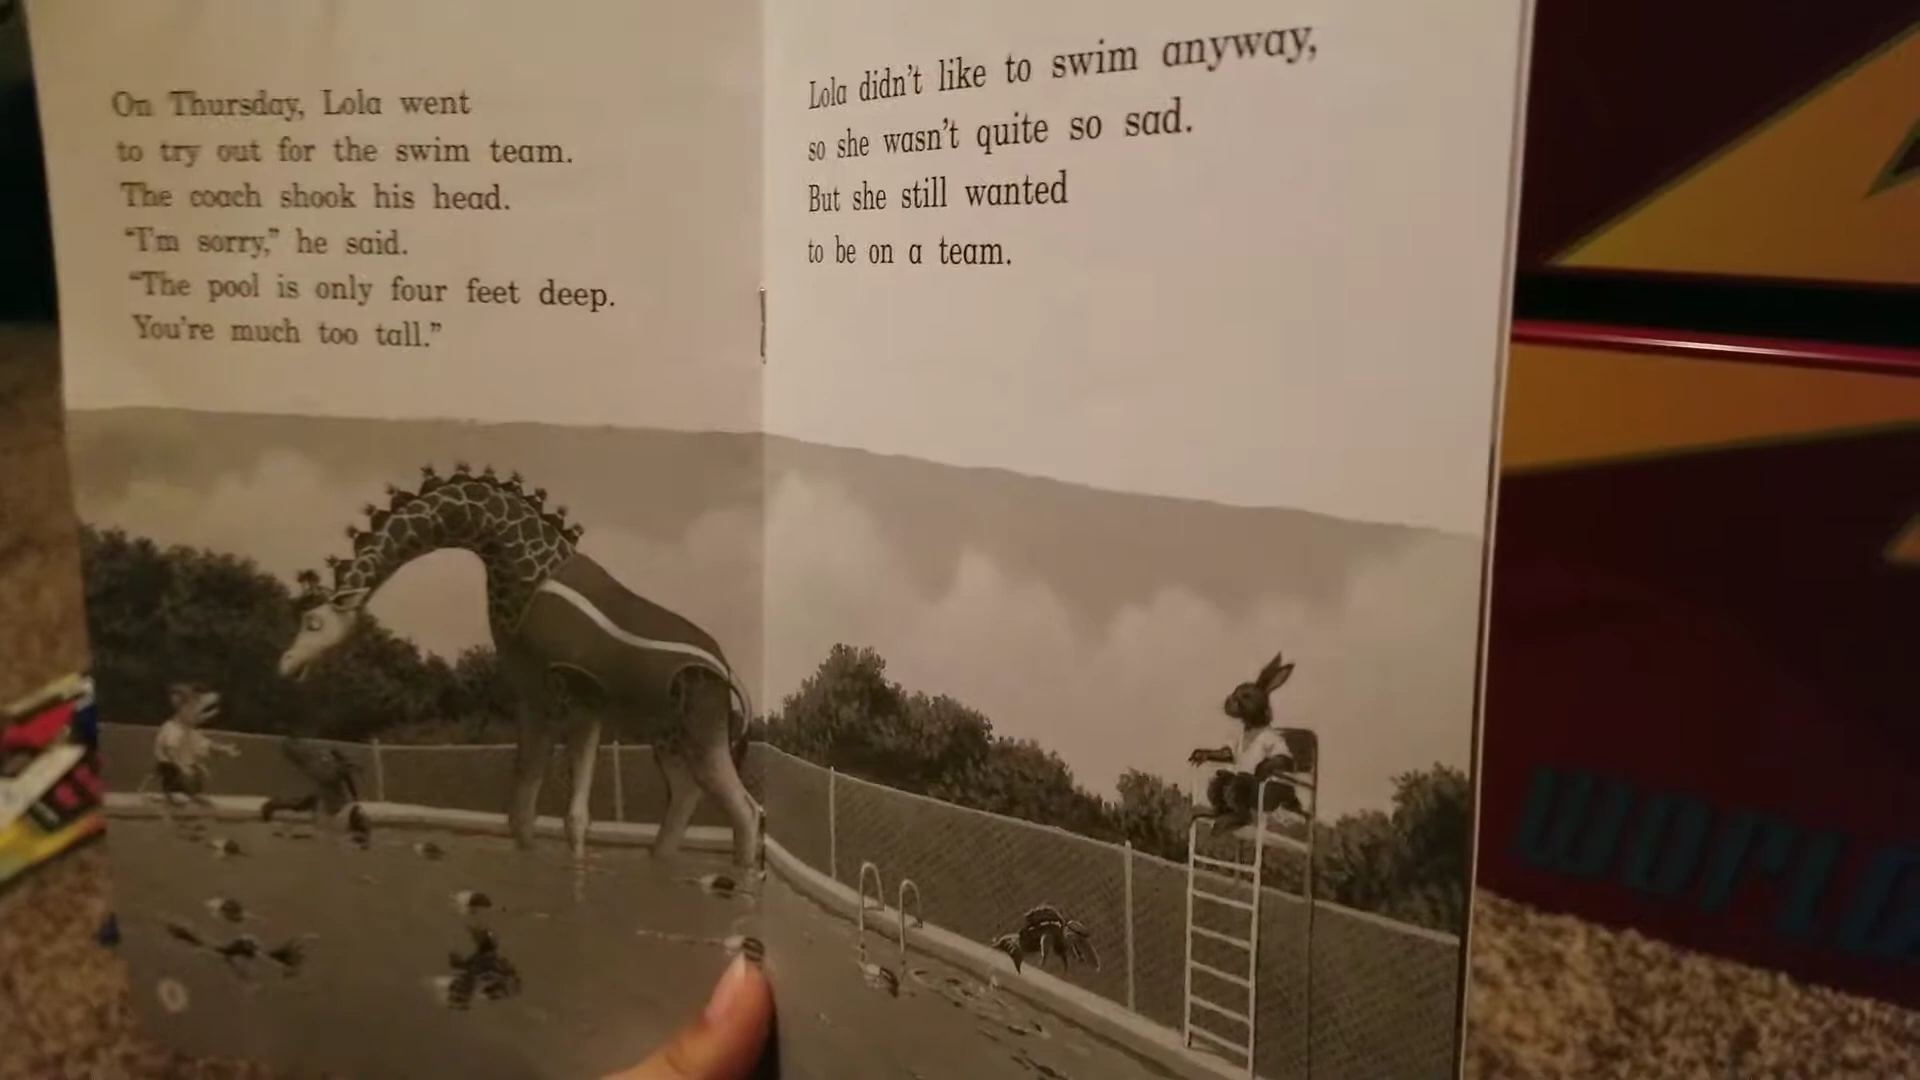 On Thursday, Lola went
to try out for the swim team.
The coach shook his head.
“I’m sorry,” he said.
“The pool is only four feet deep.
You’re much too tall.”
Lola didn’t like to swim anyway,
so she wasn’t quite so sad.
But she still wanted
to be on a team.
WORLD